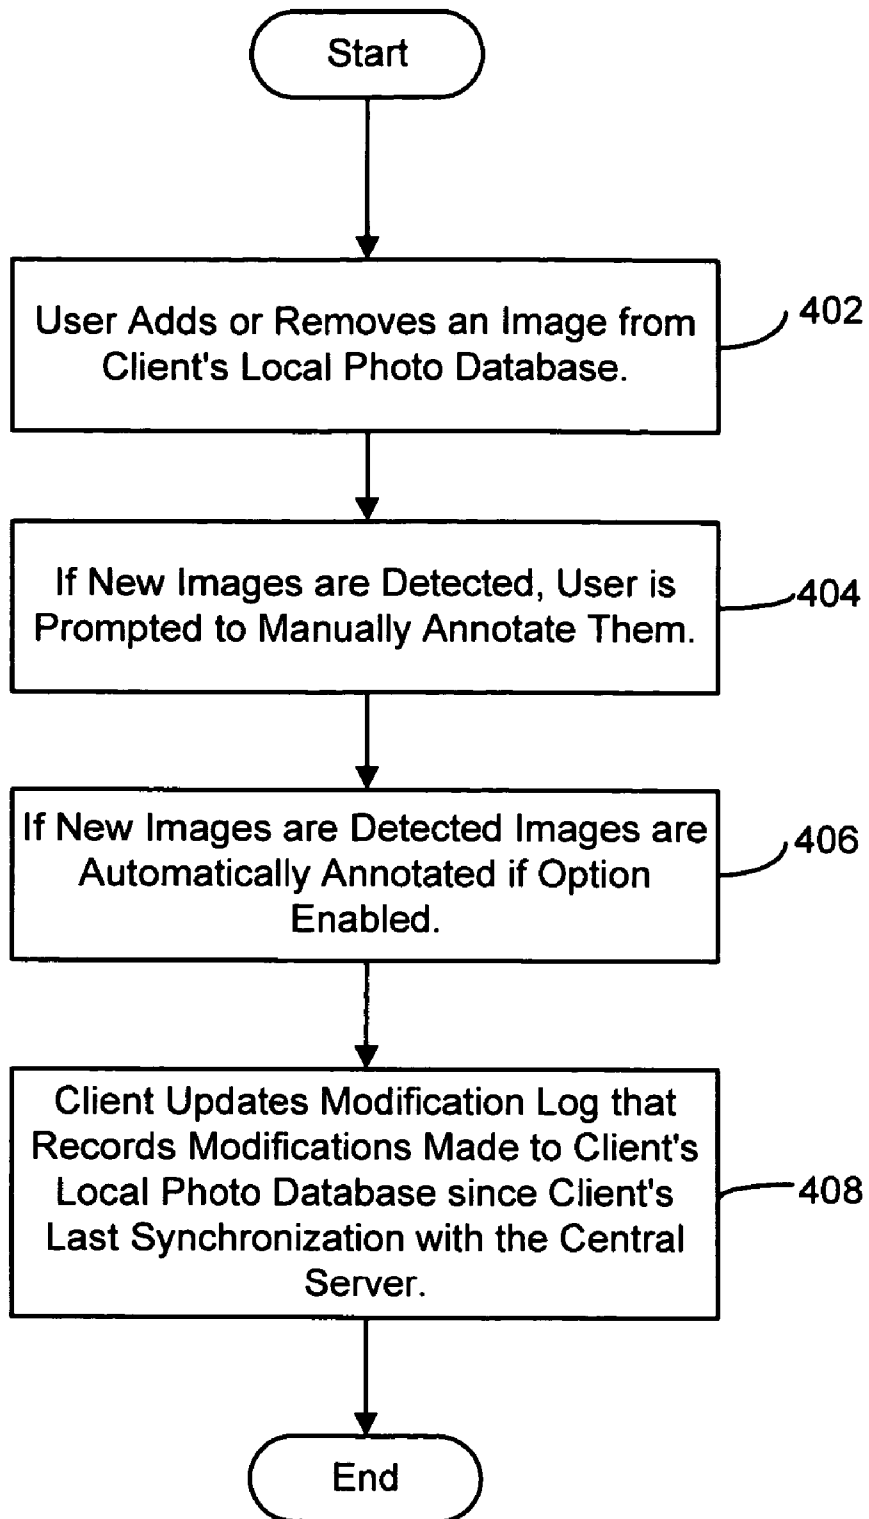 Start
User Adds or Removes an Image from
Client's Local Photo Database.
402
If New Images are Detected, User is
Prompted to Manually Annotate Them.
404
If New Images are Detected Images are
Automatically Annotated if Option
Enabled.
406
Client Updates Modification Log that
Records Modifications Made to Client's
Local Photo Database since Client's
Last Synchronization with the Central
Server.
408
End